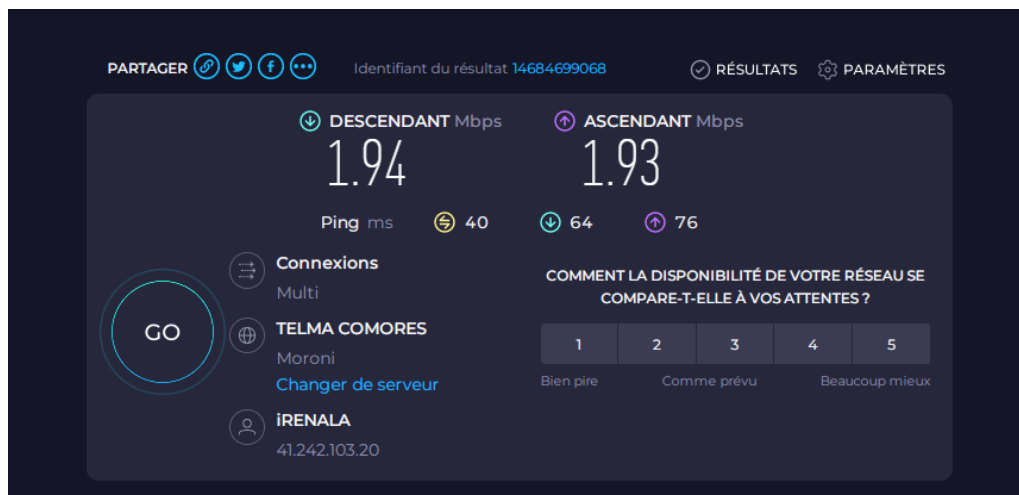 PARTAGER Identifiant du résultat 14684699068 RÉSULTATS PARAMÈTRES
DESCENDANT Mbps ASCENDANT Mbps
1.94 1.93
Ping ms 40 64 76
Connexions
Multi
TELMA COMORES
Moroni
Changer de serveur
iRENALA
41.242.103.20
GO
COMMENT LA DISPONIBILITÉ DE VOTRE RÉSEAU SE
COMPARE-T-ELLE À VOS ATTENTES ?
1 2 3 4 5
Bien pire Comme prévu Beaucoup mieux